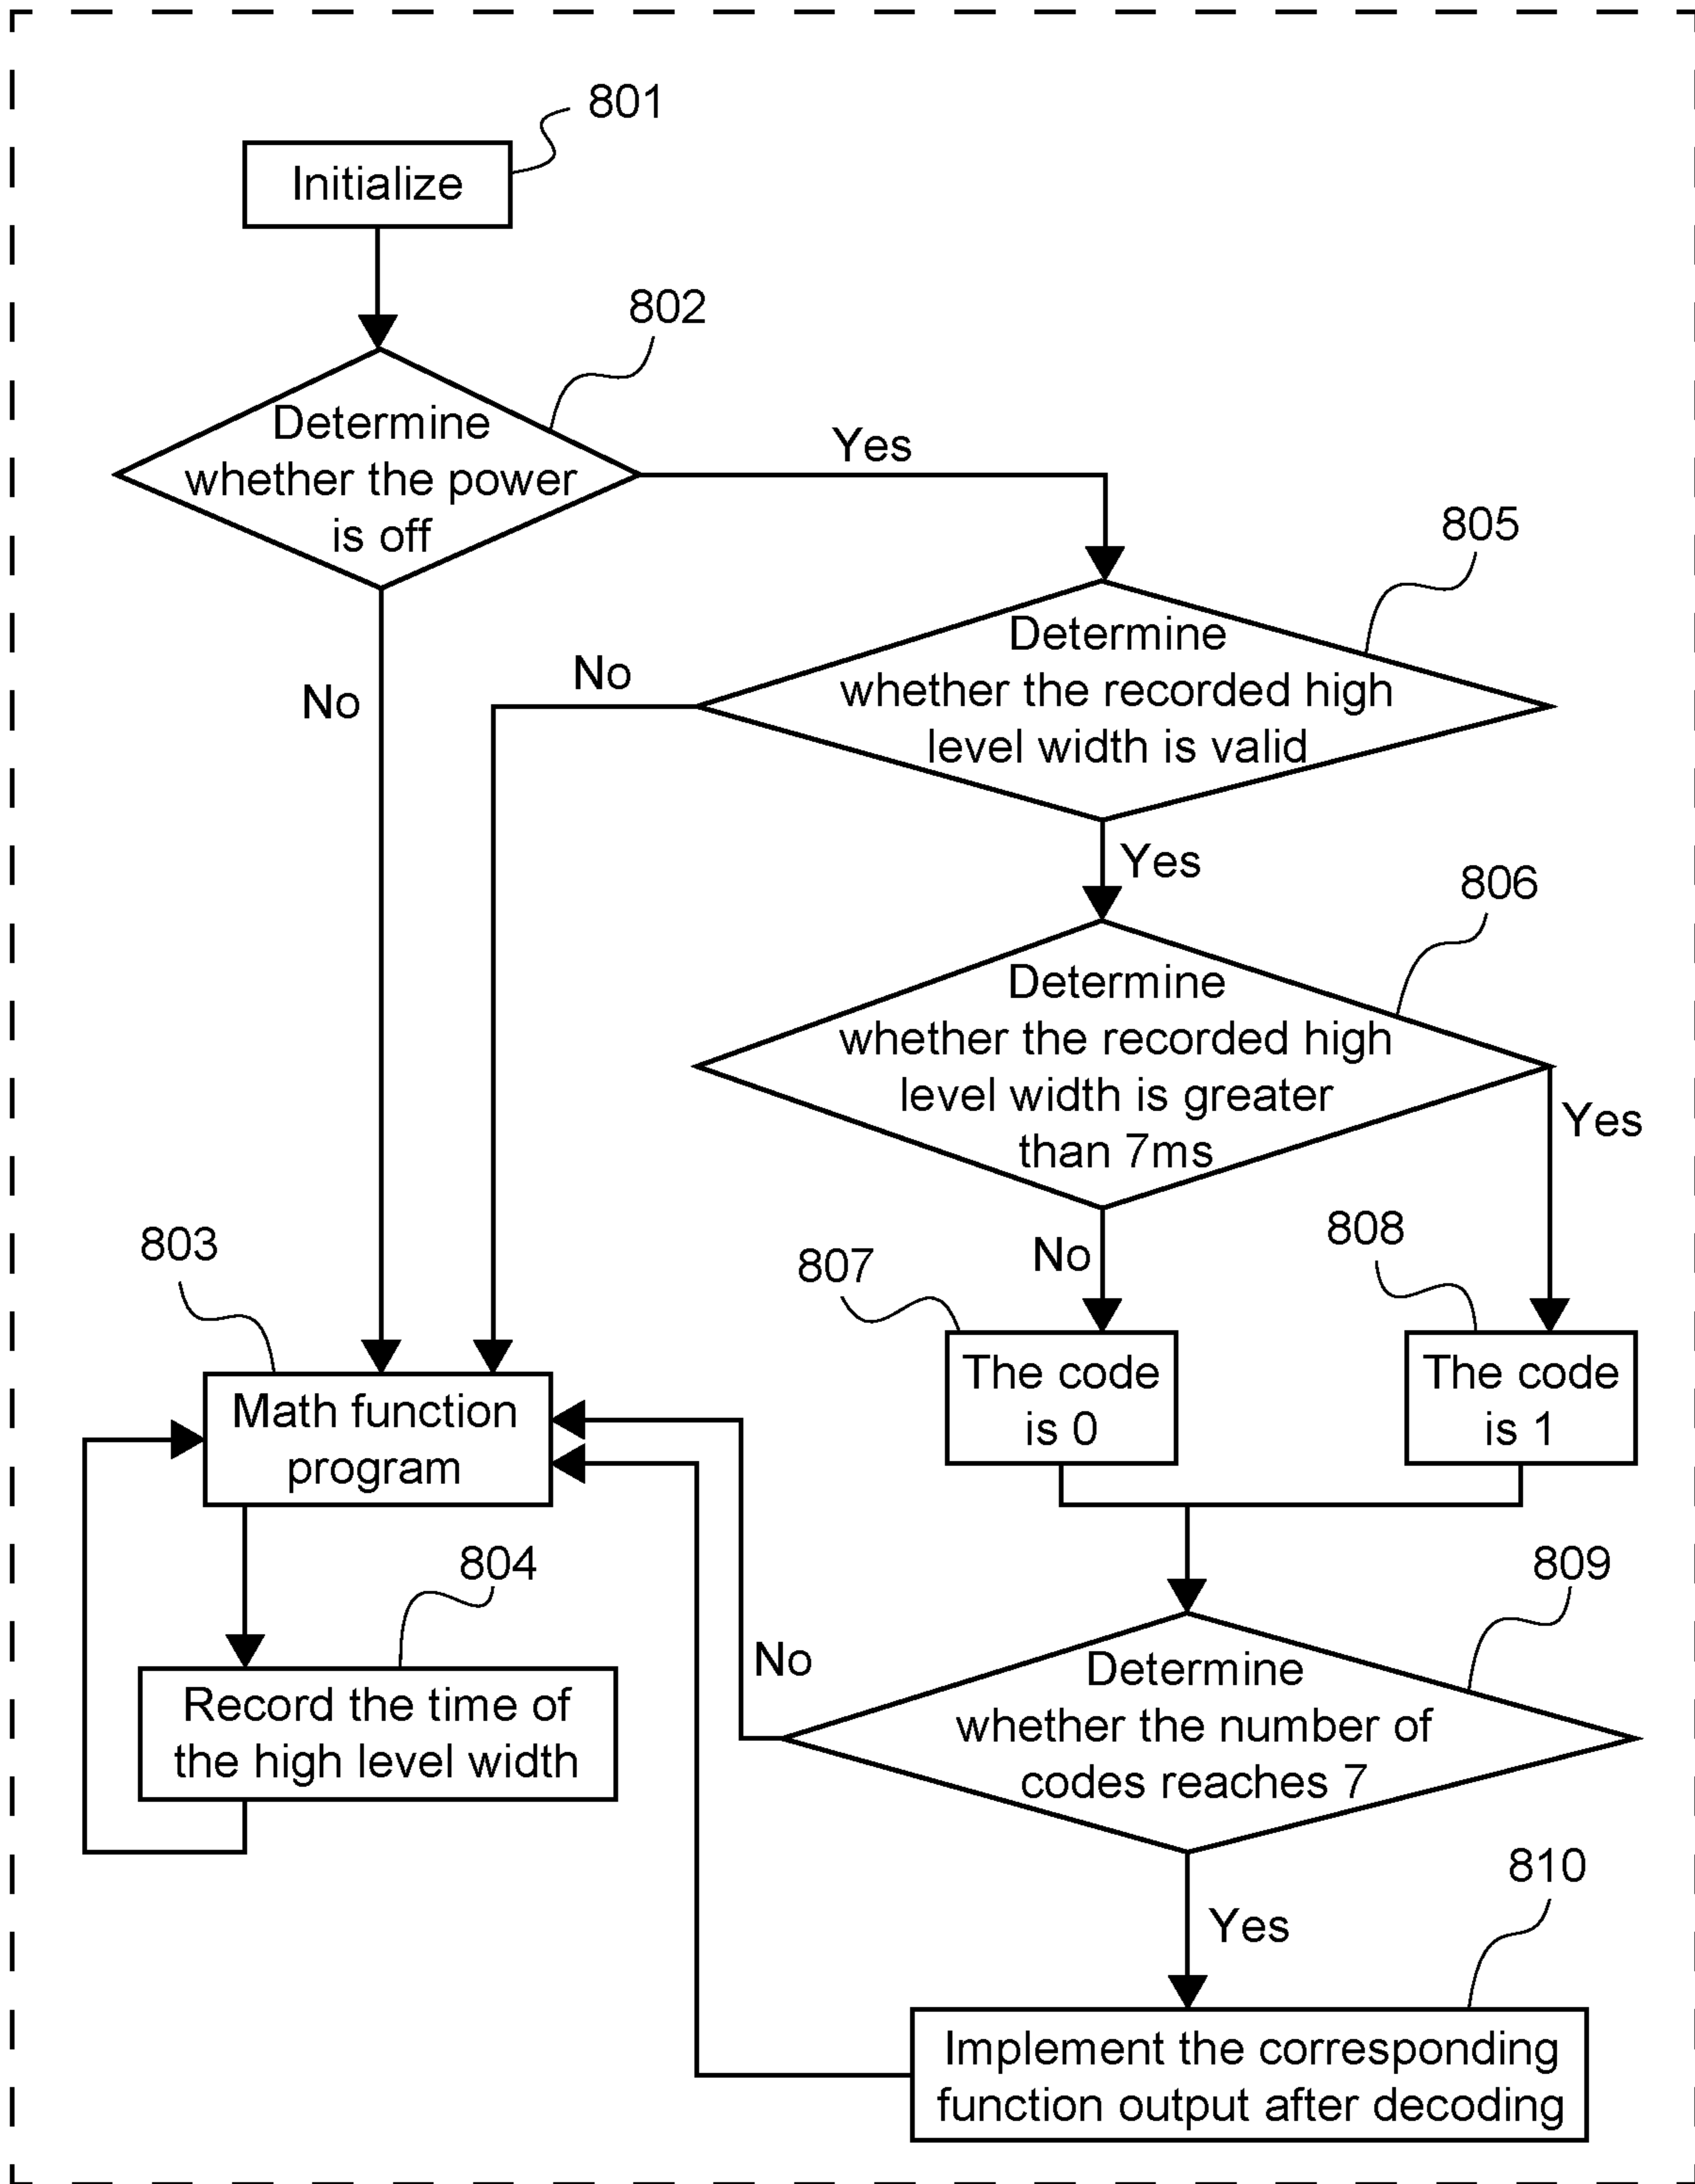 801
Initialize
802
Determine
whether the power
is off
Yes
805
Determine
whether the recorded high
level width is valid
No
No
Yes
806
Determine
whether the recorded high
level width is greater
than 7ms
Yes
803
807
No
808
Math function
program
The code
is 0
The code
is 1
804
Record the time of
the high level width
809
No
Determine
whether the number of
codes reaches 7
810
Yes
Implement the corresponding
function output after decoding